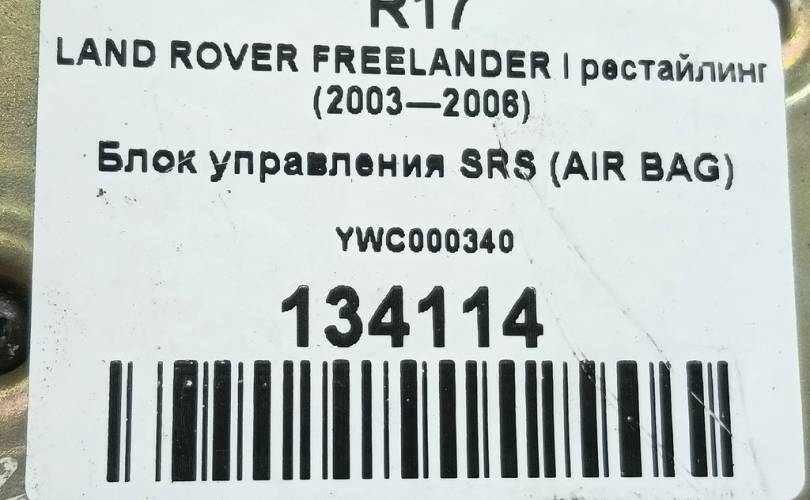 R17
LAND ROVER FREELANDER I рестайлинг
(2003—2006)
Блок управления SRS (AIR BAG)
YWC000340
134114